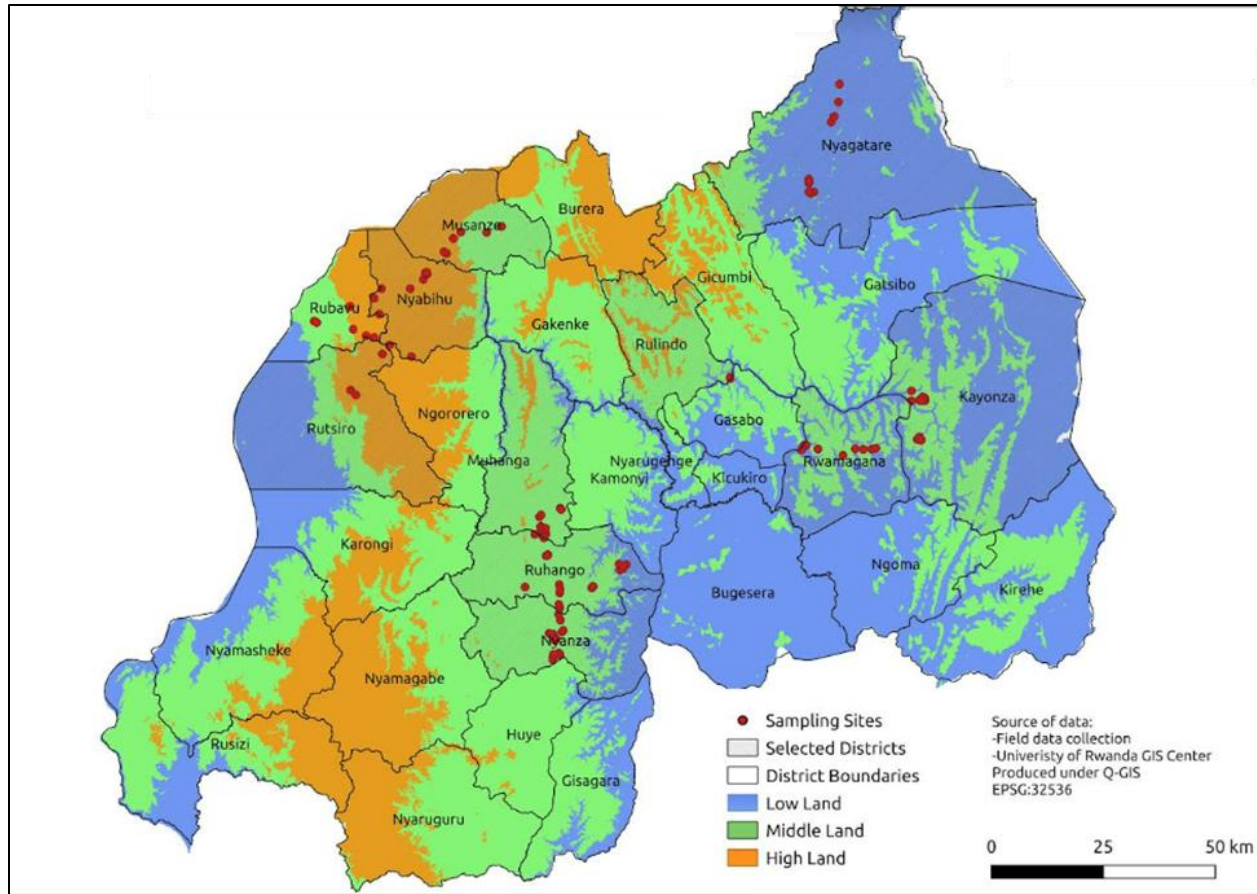 Nyagatare
Burera
Musanze
Gicumbi
Gatsibo
Nyabihu
Rubavu
Gakenke
Rulindo
Kayonza
Ngororero
Gasabo
Rutsiro
Muhanga
Nyarugenge
Rwamagana
Kamonyi
Kicukiro
Karongi
Ruhango
Ngoma
Bugesera
Kirehe
Nyanza
Nyamasheke
Nyamagabe
Huye
Rusizi
Gisagara
Nyaruguru
Sampling Sites
Selected Districts
District Boundaries
Low Land
Middle Land
High Land
Source of data:
-Field data collection
-Univeristy of Rwanda GIS Center
Produced under Q-GIS
EPSG:32536
0 25 50 km